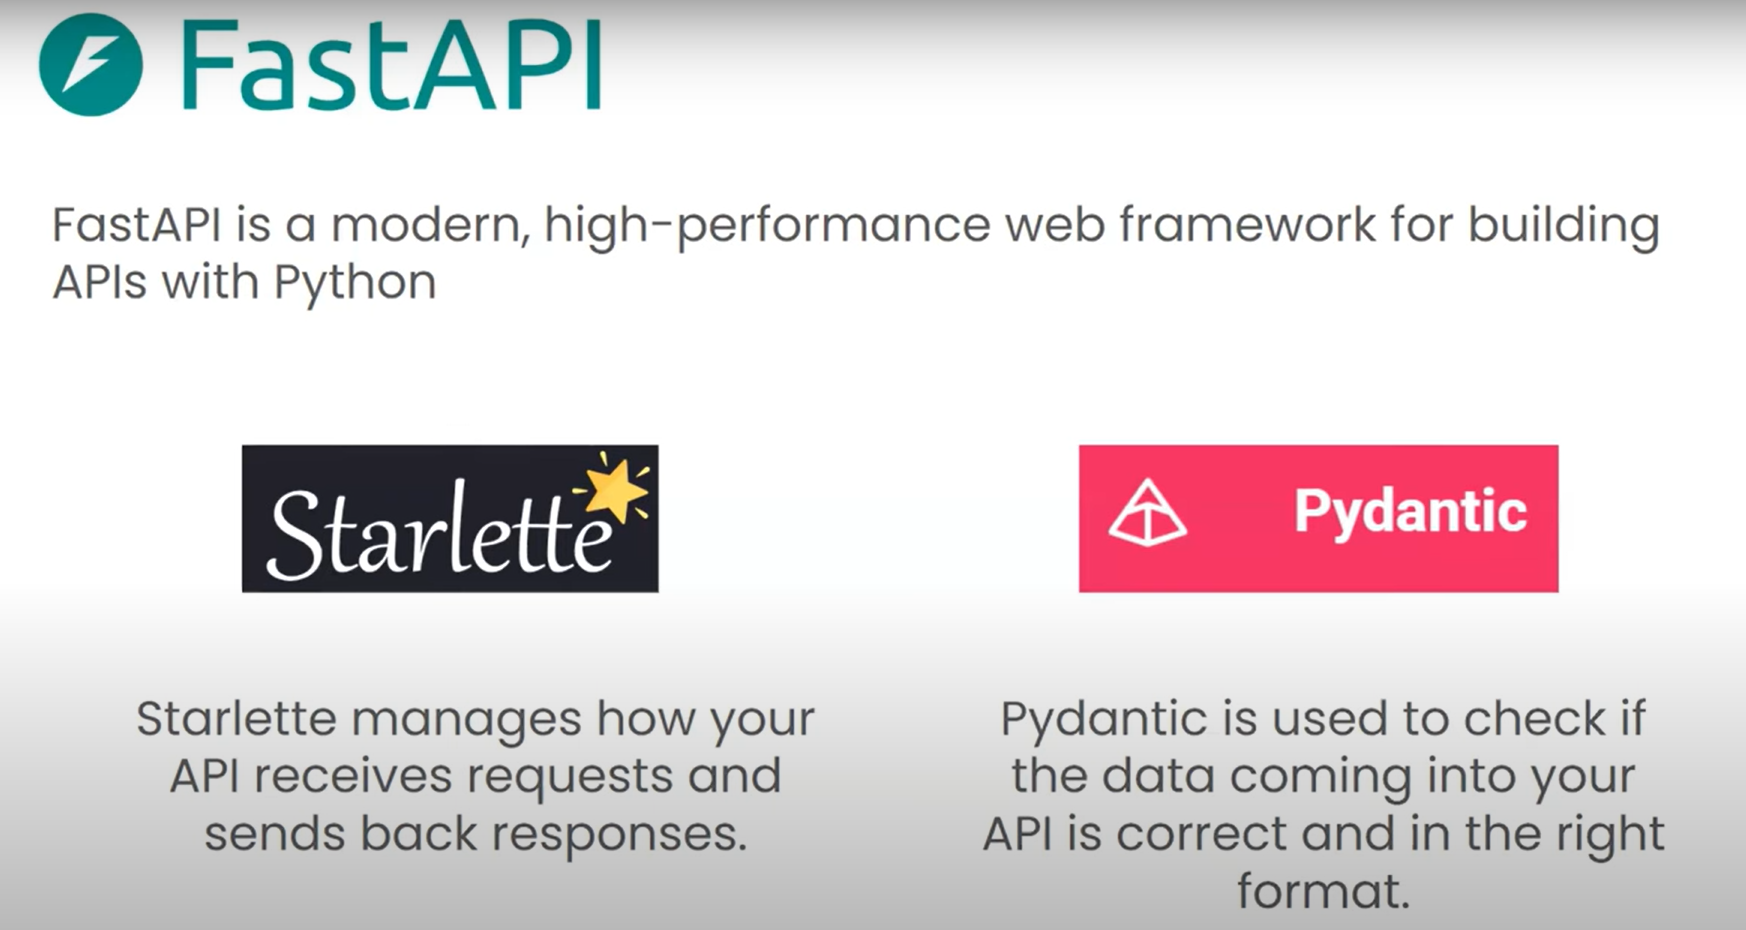 FastAPI
FastAPI is a modern, high-performance web framework for building
APIs with Python
Starlette
Pydantic
Starlette manages how your
API receives requests and
sends back responses.
Pydantic is used to check if
the data coming into your
API is correct and in the right
format.